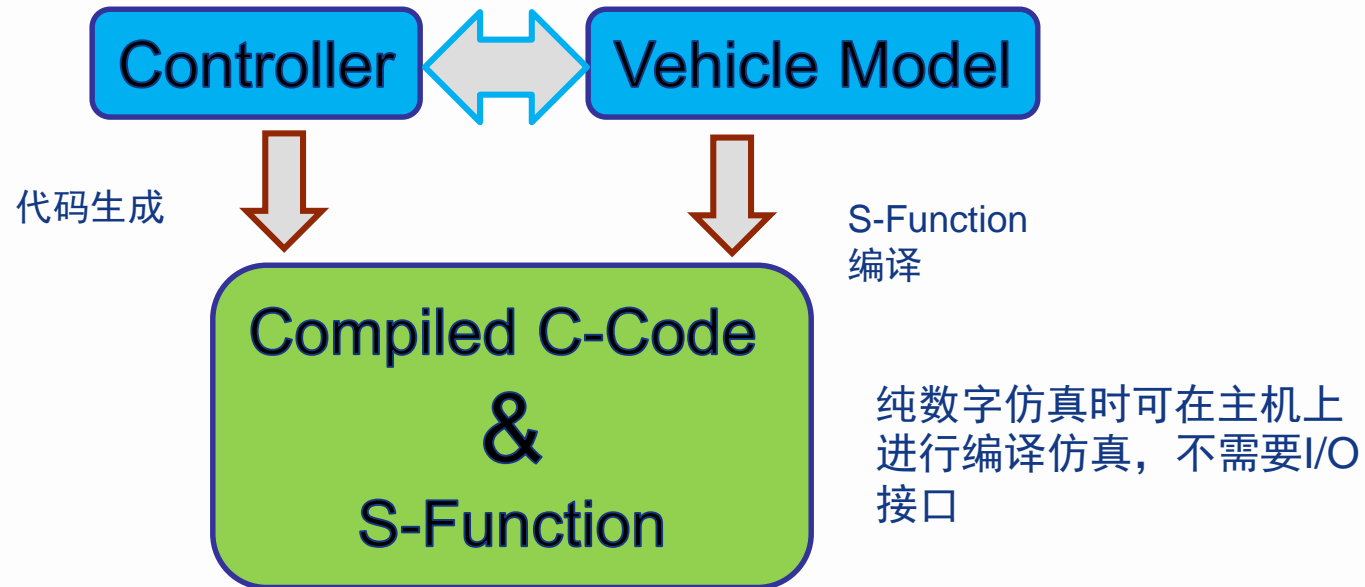 Controller
Vehicle Model
代码生成
S-Function
编译
Compiled C-Code
&
S-Function
纯数字仿真时可在主机上
进行编译仿真，不需要I/O
接口